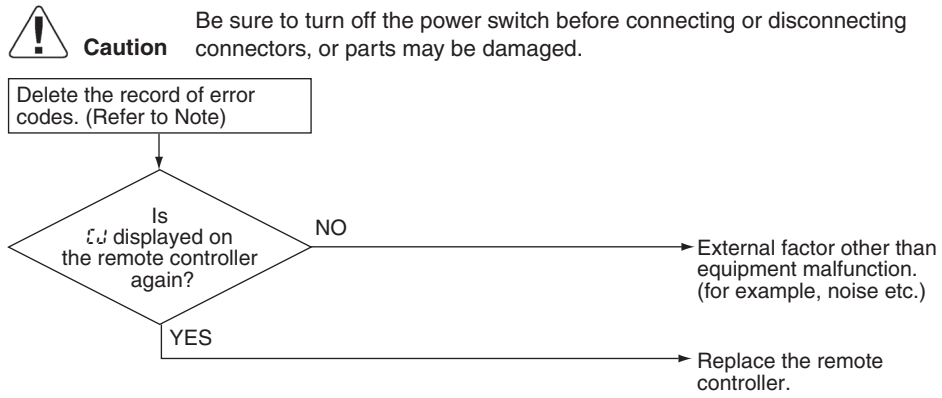 Be sure to turn off the power switch before connecting or disconnecting
Caution connectors, or parts may be damaged.
Delete the record of error
codes. (Refer to Note)
Is
CJ displayed on
the remote controller
again?
NO
External factor other than
equipment malfunction.
(for example, noise etc.)
YES
Replace the remote
controller.